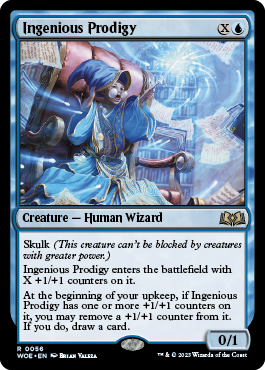 Ingenious Prodigy X
Creature — Human Wizard
Skulk (This creature can't be blocked by creatures
with greater power.)
Ingenious Prodigy enters the battlefield with
X +1/+1 counters on it.
At the beginning of your upkeep, if Ingenious
Prodigy has one or more +1/+1 counters on
it, you may remove a +1/+1 counter from it.
If you do, draw a card.
0/1
R 0056
WOE • EN Brian Valeza
™ & © 2023 Wizards of the Coast